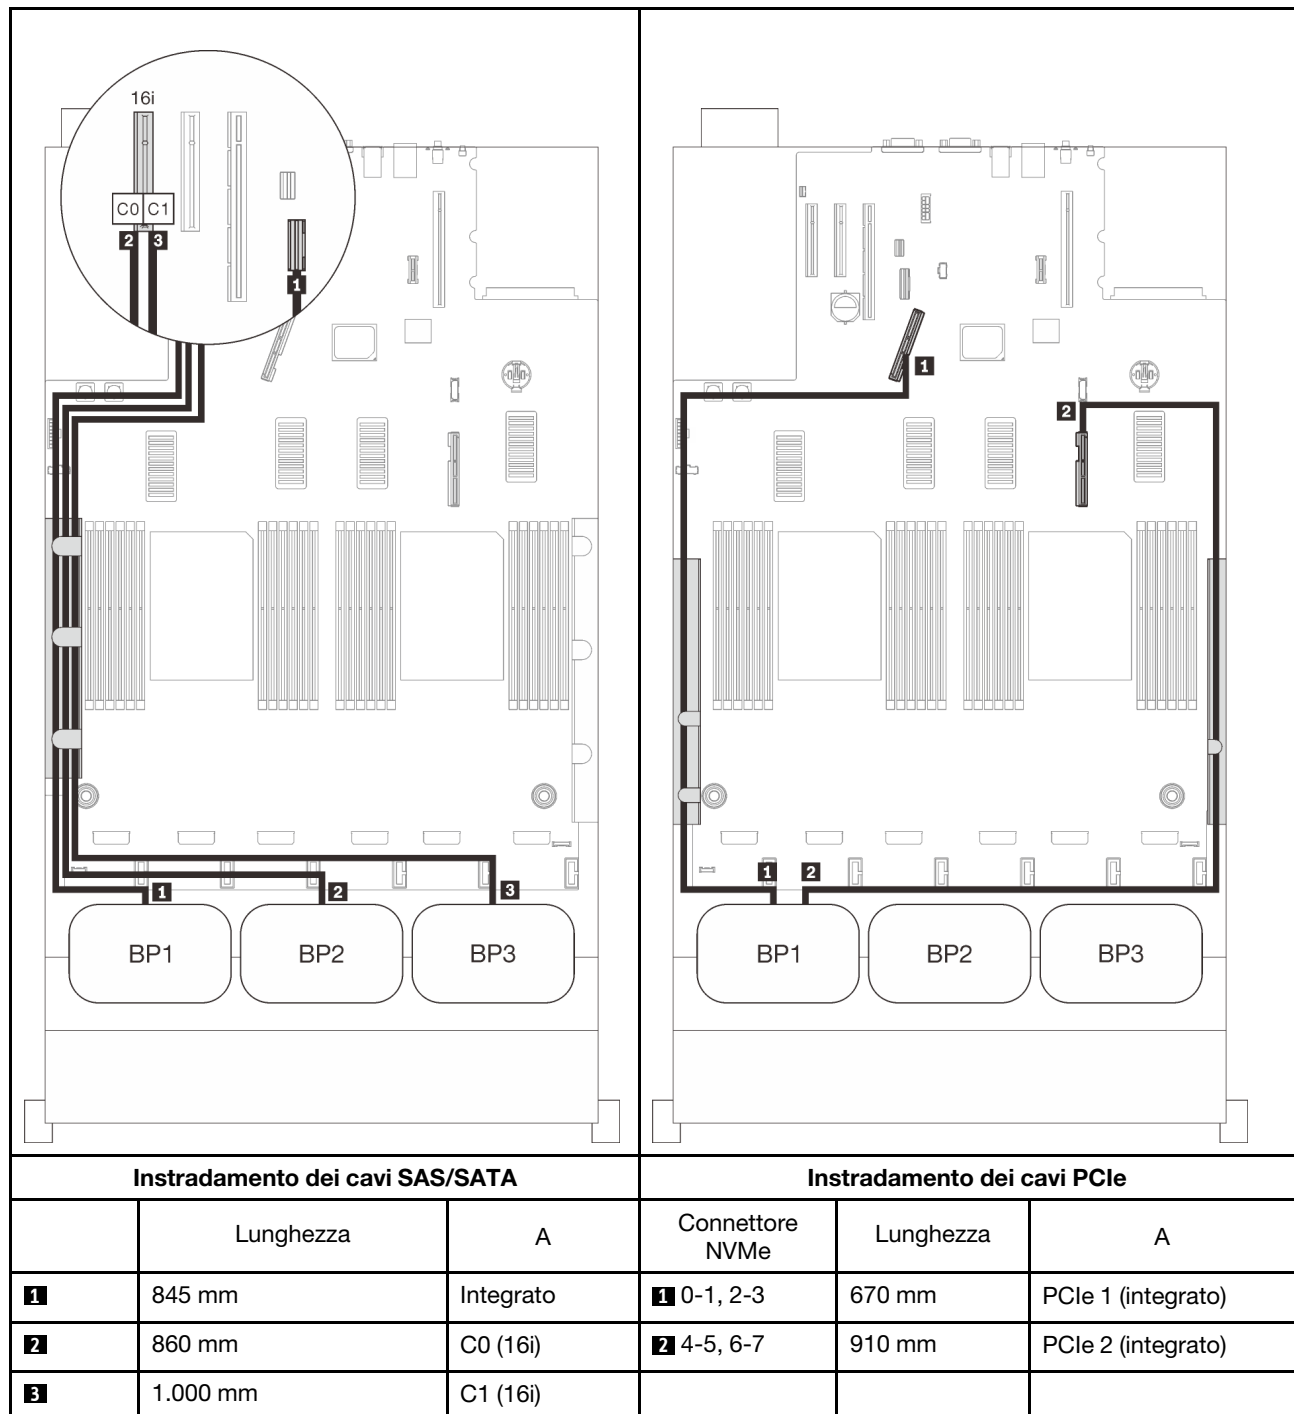 16i
C0 C1
2 3
1
1
2
3
BP1 BP2 BP3
1
2
1 2
BP1 BP2 BP3
Instradamento dei cavi SAS/SATA
Instradamento dei cavi PCIe
Lunghezza A
Connettore NVMe Lunghezza A
1 845 mm Integrato
1 0-1, 2-3 670 mm PCIe 1 (integrato)
2 860 mm C0 (16i)
2 4-5, 6-7 910 mm PCIe 2 (integrato)
3 1.000 mm C1 (16i)